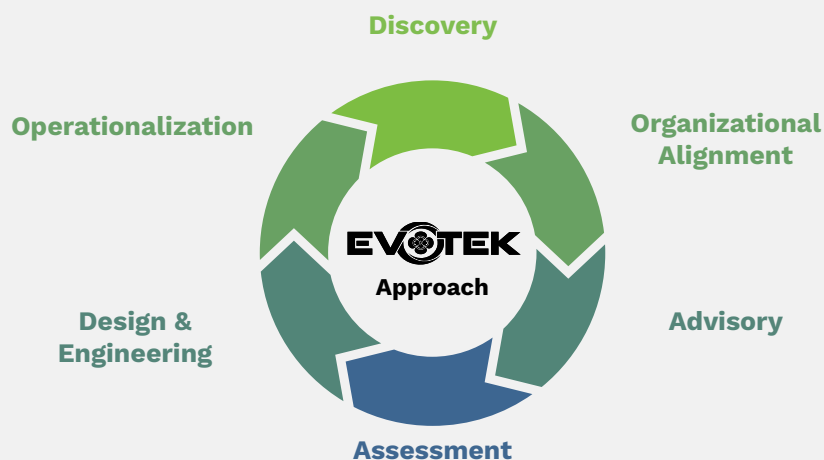 Discovery
Operationalization
Organizational
Alignment
EVOTEK
Approach
Design &
Engineering
Advisory
Assessment